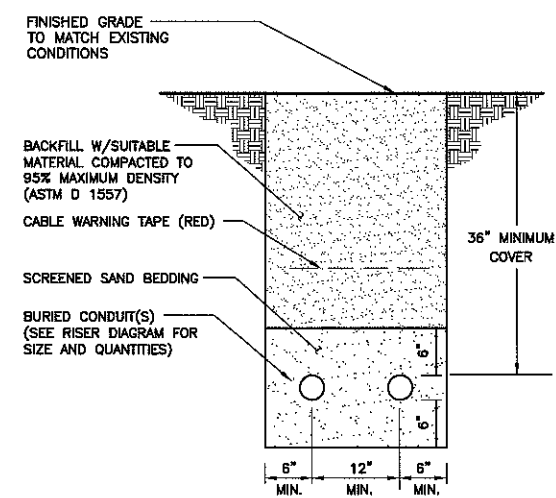 FINISHED GRADE
TO MATCH EXISTING
CONDITIONS
BACKFILL W/SUITABLE
MATERIAL COMPACTED TO
95% MAXIMUM DENSITY
(ASTM D 1557)
CABLE WARNING TAPE (RED)
36" MINIMUM
COVER
SCREENED SAND BEDDING
BURIED CONDUIT(S)
(SEE RISER DIAGRAM FOR
SIZE AND QUANTITIES)
6"
6"
6" 12" 6"
MIN. MIN. MIN.